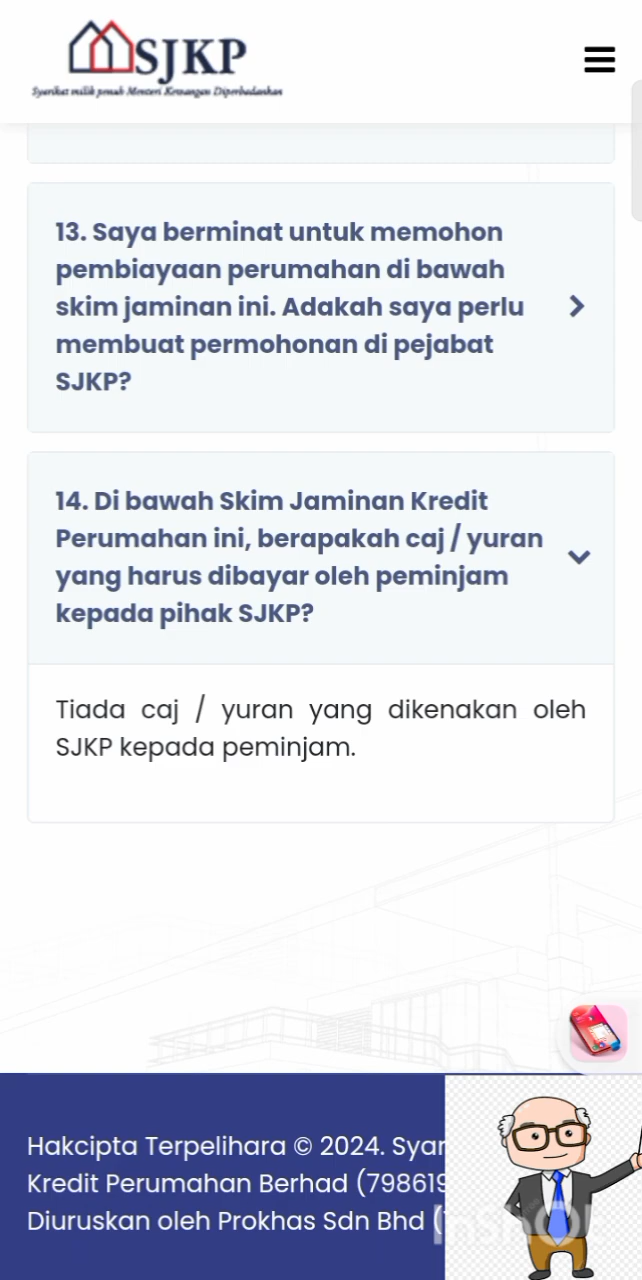 SJKP
Syarikat milik penuh Menteri Kewangan Diperbadankan
13. Saya berminat untuk memohon
pembiayaan perumahan di bawah
skim jaminan ini. Adakah saya perlu
membuat permohonan di pejabat
SJKP?
14. Di bawah Skim Jaminan Kredit
Perumahan ini, berapakah caj / yuran
yang harus dibayar oleh peminjam
kepada pihak SJKP?
Tiada caj / yuran yang dikenakan oleh
SJKP kepada peminjam.
Hakcipta Terpelihara © 2024. Syar
Kredit Perumahan Berhad (798619
Diuruskan oleh Prokhas Sdn Bhd (